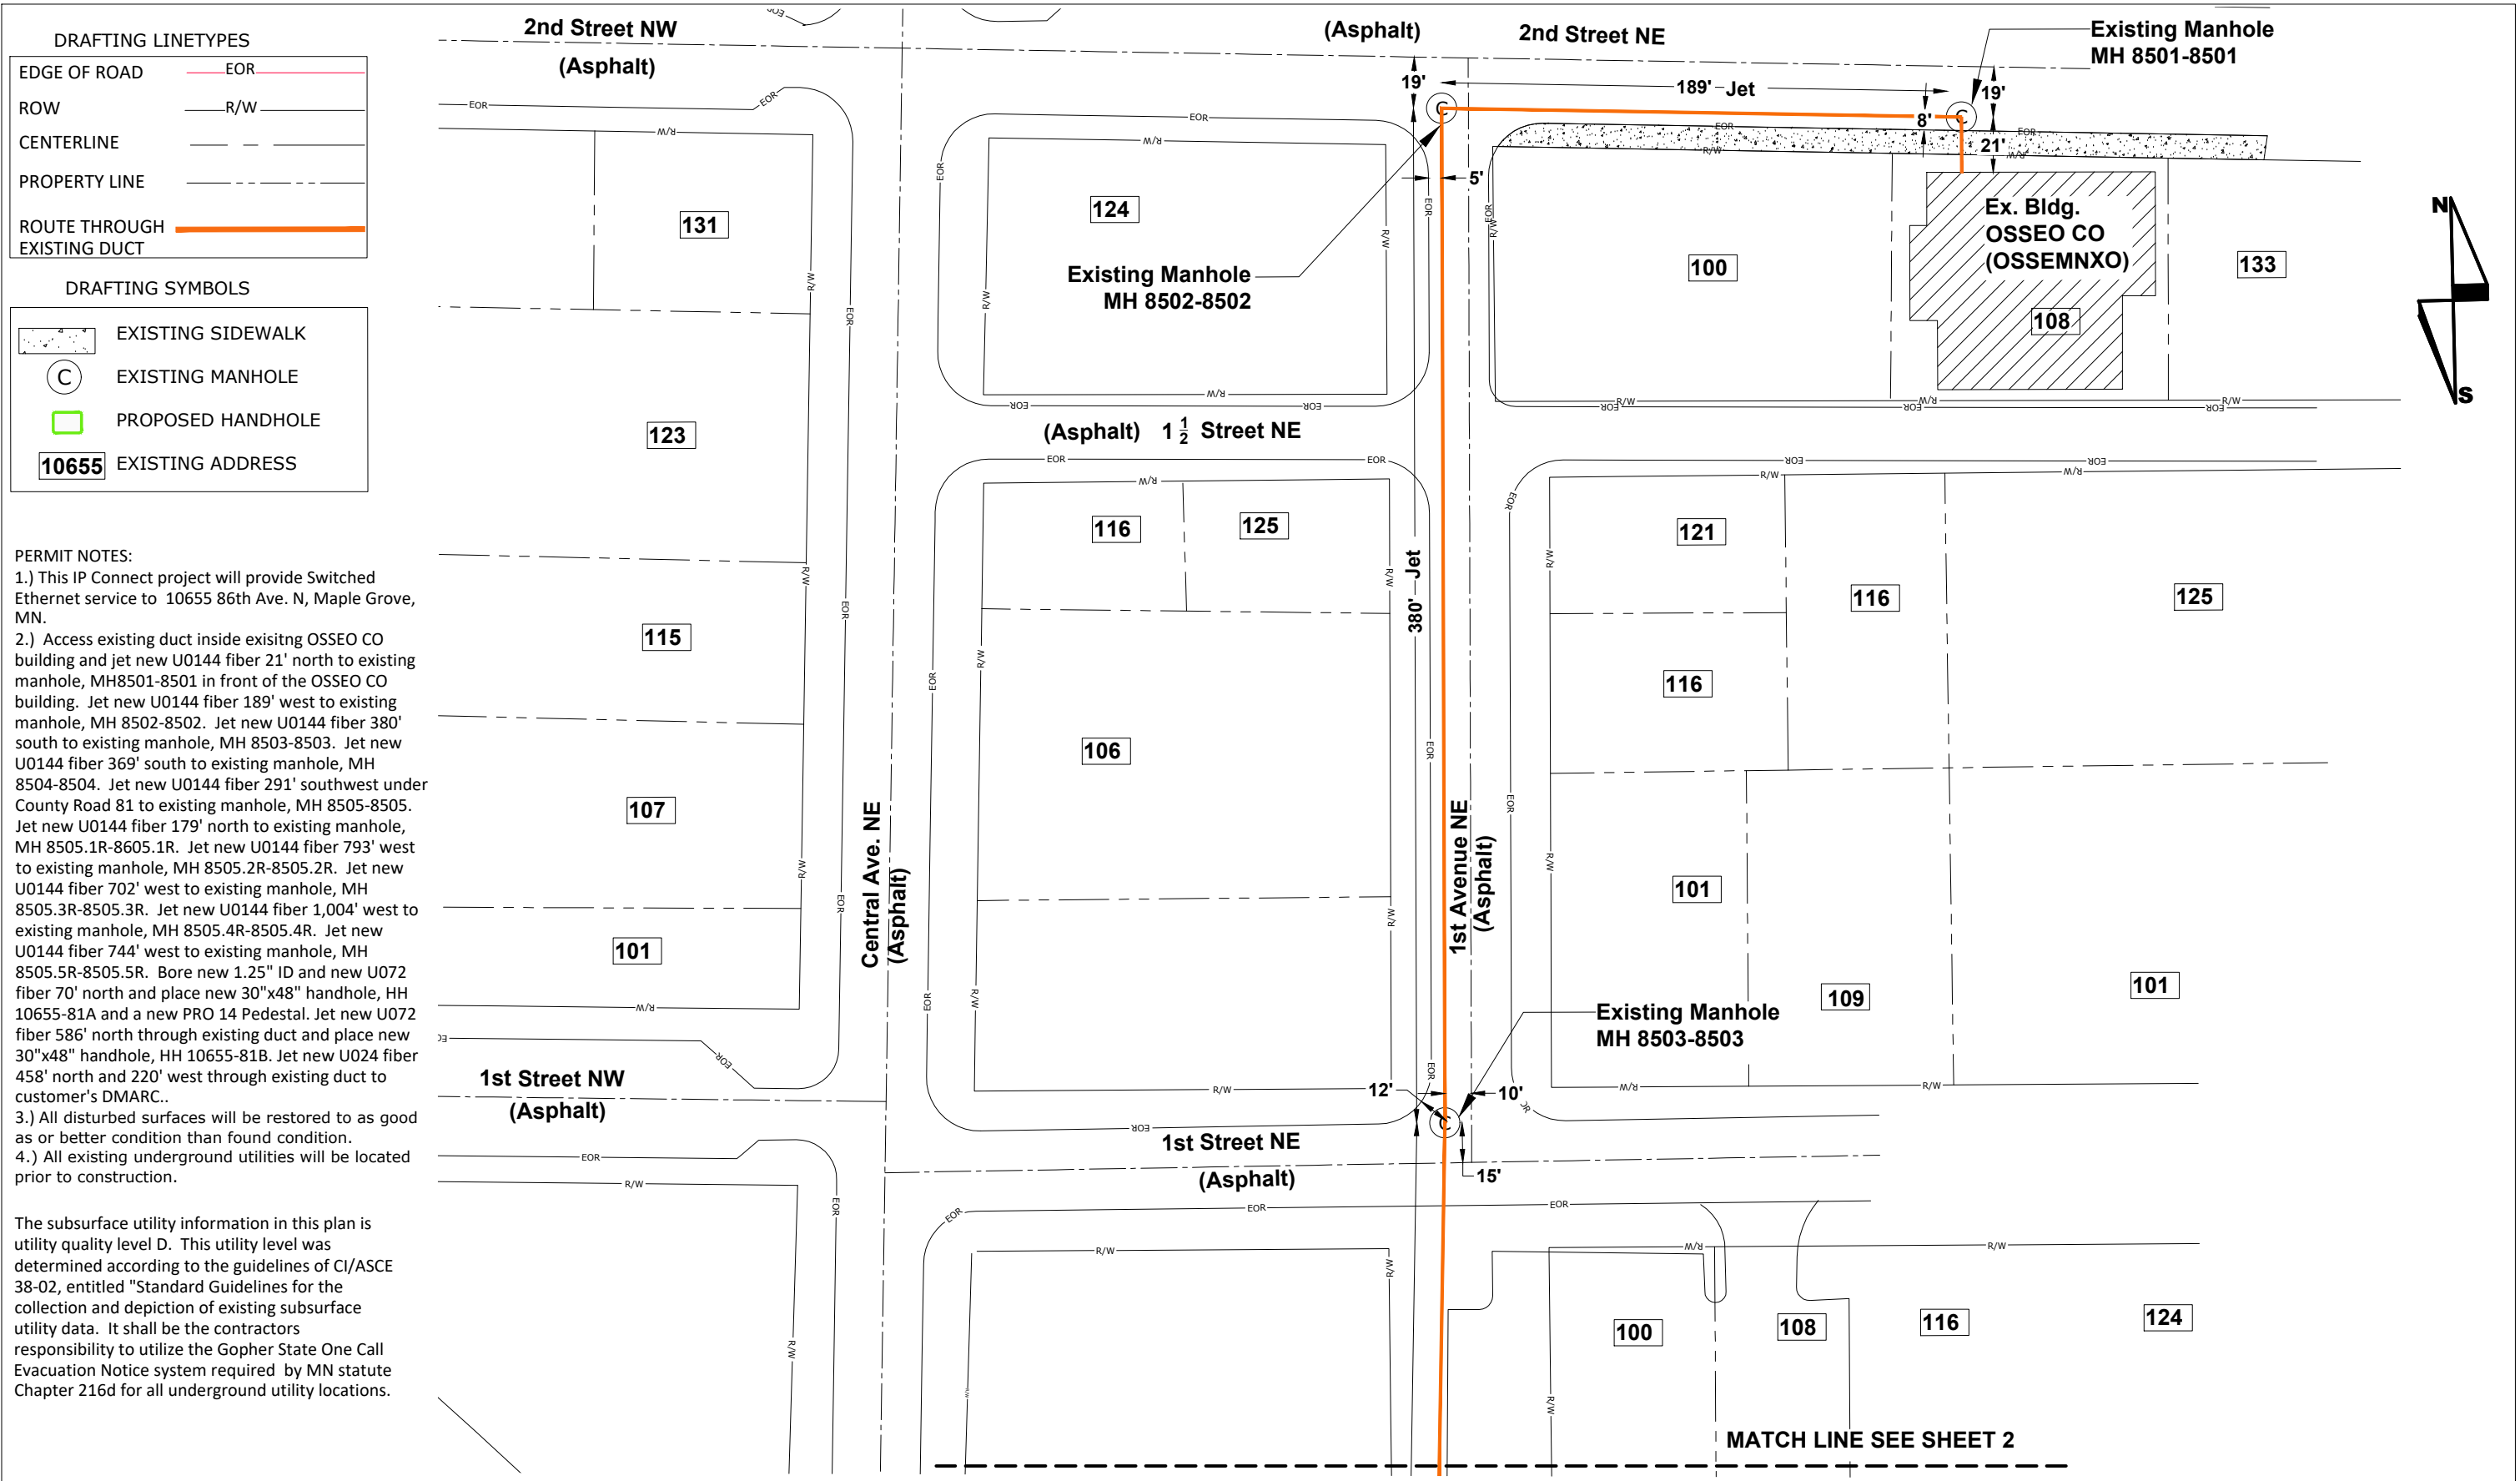 DRAFTING LINETYPES
EDGE OF ROAD EOR
ROW R/W
CENTERLINE
PROPERTY LINE
ROUTE THROUGH
EXISTING DUCT
DRAFTING SYMBOLS
EXISTING SIDEWALK
C EXISTING MANHOLE
PROPOSED HANDHOLE
10655 EXISTING ADDRESS
PERMIT NOTES:
1.) This IP Connect project will provide Switched
Ethernet service to 10655 86th Ave. N, Maple Grove,
MN.
2.) Access existing duct inside exisitng OSSEO CO
building and jet new U0144 fiber 21' north to existing
manhole, MH8501-8501 in front of the OSSEO CO
building. Jet new U0144 fiber 189' west to existing
manhole, MH 8502-8502. Jet new U0144 fiber 380'
south to existing manhole, MH 8503-8503. Jet new
U0144 fiber 369' south to existing manhole, MH
8504-8504. Jet new U0144 fiber 291' southwest under
County Road 81 to existing manhole, MH 8505-8505.
Jet new U0144 fiber 179' north to existing manhole,
MH 8505.1R-8605.1R. Jet new U0144 fiber 793' west
to existing manhole, MH 8505.2R-8505.2R. Jet new
U0144 fiber 702' west to existing manhole, MH
8505.3R-8505.3R. Jet new U0144 fiber 1,004' west to
existing manhole, MH 8505.4R-8505.4R. Jet new
U0144 fiber 744' west to existing manhole, MH
8505.5R-8505.5R. Bore new 1.25" ID and new U072
fiber 70' north and place new 30"x48" handhole, HH
10655-81A and a new PRO 14 Pedestal. Jet new U072
fiber 586' north through existing duct and place new
30"x48" handhole, HH 10655-81B. Jet new U024 fiber
458' north and 220' west through existing duct to
customer's DMARC..
3.) All disturbed surfaces will be restored to as good
as or better condition than found condition.
4.) All existing underground utilities will be located
prior to construction.
The subsurface utility information in this plan is
utility quality level D. This utility level was
determined according to the guidelines of CI/ASCE
38-02, entitled "Standard Guidelines for the
collection and depiction of existing subsurface
utility data. It shall be the contractors
responsibility to utilize the Gopher State One Call
Evacuation Notice system required by MN statute
Chapter 216d for all underground utility locations.
2nd Street NW
(Asphalt)
(Asphalt) 2nd Street NE
Existing Manhole
MH 8501-8501
19'
189' Jet
19'
C
C
8'
21'
5'
131
124
Existing Manhole
MH 8502-8502
100
Ex. Bldg.
OSSEO CO
(OSSEMNXO)
108
133
N
S
123
(Asphalt) 1 1/2 Street NE
116
125
121
116
125
380' Jet
115
116
106
107
Central Ave. NE
(Asphalt)
1st Avenue NE
(Asphalt)
101
101
109
101
Existing Manhole
MH 8503-8503
1st Street NW
(Asphalt)
12'
10'
C
1st Street NE
(Asphalt)
15'
100
108
116
124
MATCH LINE SEE SHEET 2
EOR
R/W